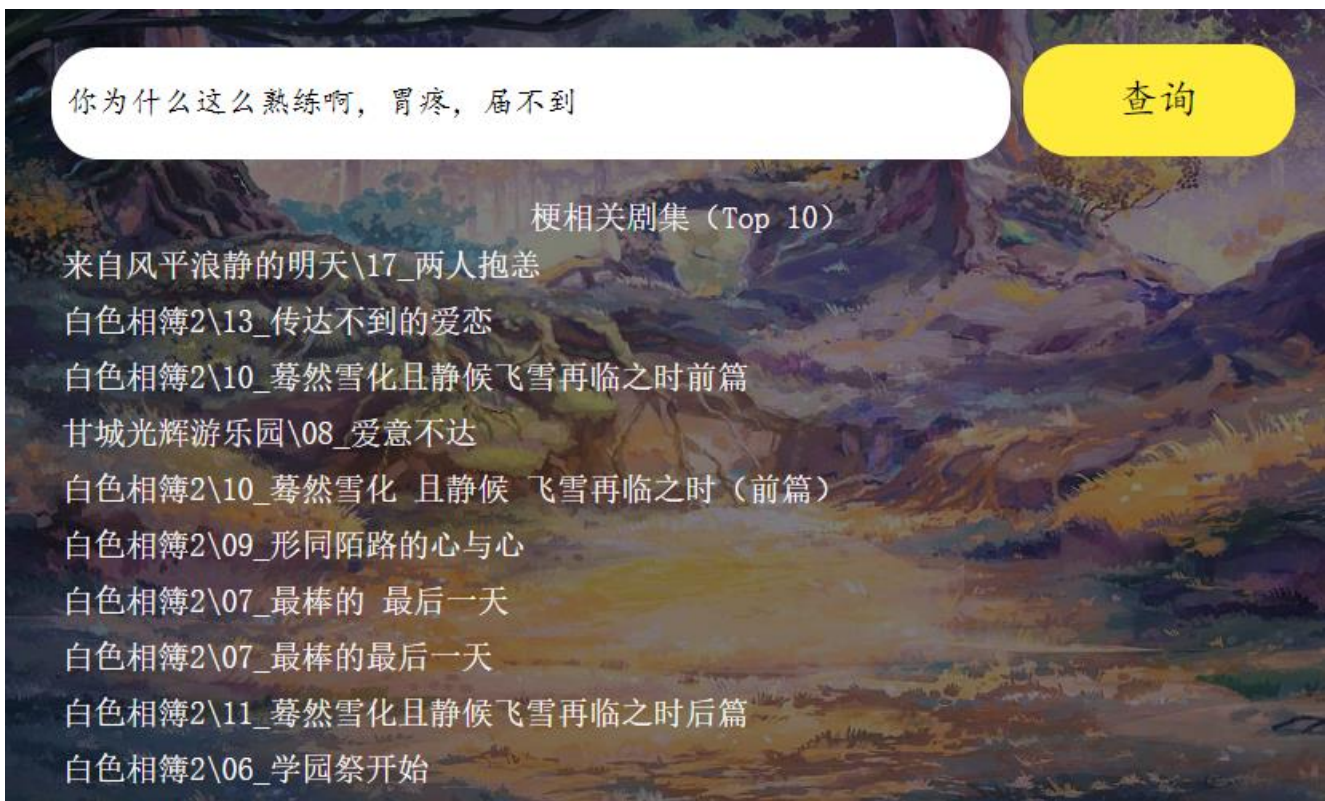 你为什么这么熟练啊，胃疼，届不到
查询
梗相关剧集（Top 10）
来自风平浪静的明天\17_两人抱恙
白色相簿2\13_传达不到的爱恋
白色相簿2\10_蓦然雪化且静候飞雪再临之时前篇
甘城光辉游乐园\08_爱意不达
白色相簿2\10_蓦然雪化 且静候 飞雪再临之时（前篇）
白色相簿2\09_形同陌路的心与心
白色相簿2\07_最棒的 最后一天
白色相簿2\07_最棒的最后一天
白色相簿2\11_蓦然雪化且静候飞雪再临之时后篇
白色相簿2\06_学园祭开始